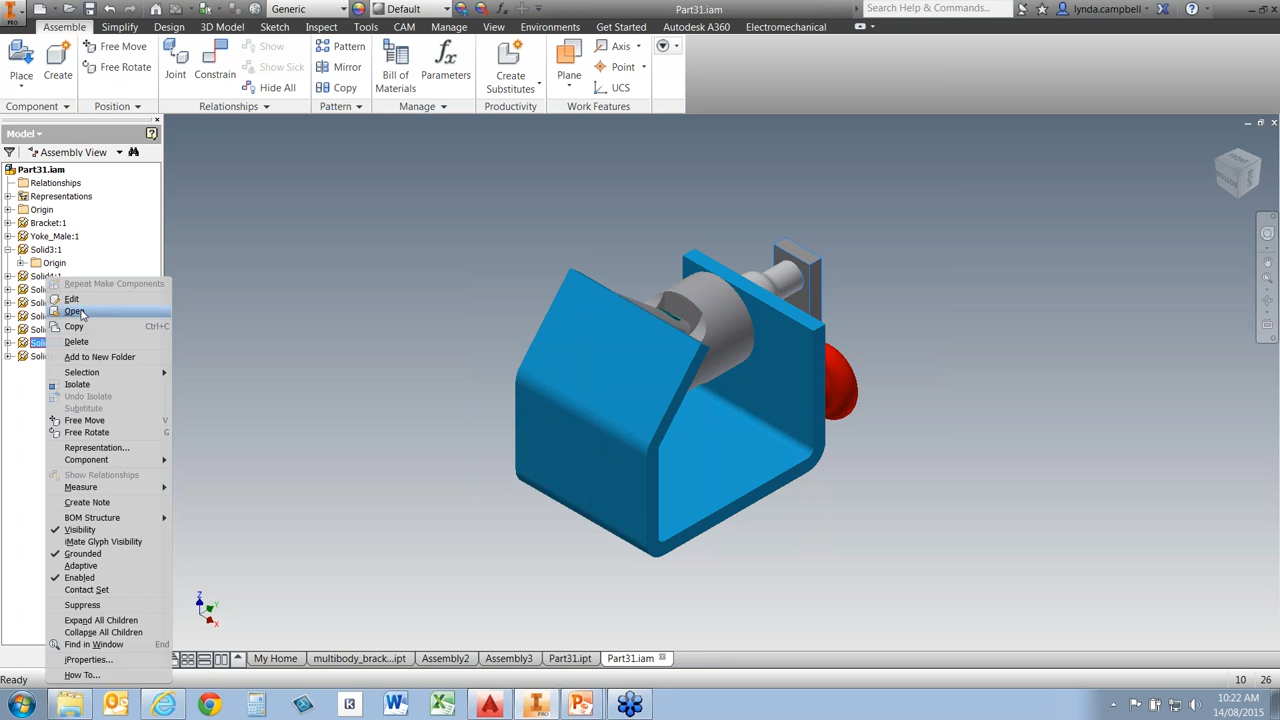 Generic
Default
Part31.iam
Search Help & Commands...
lynda.campbell
PRO
Assemble Simplify Design 3D Model Sketch Inspect Tools CAM Manage View Environments Get Started Autodesk A360 Electromechanical
Place
Create
Free Move
Free Rotate
Joint
Constrain
Show
Show Sick
Hide All
Pattern
Mirror
Copy
Bill of
Materials
Parameters
Create
Substitutes
Plane
Axis
Point
UCS
Component Position Relationships Pattern Manage Productivity Work Features
Model
Assembly View
Part31.iam
Relationships
Representations
Origin
Bracket:1
Yoke_Male:1
Solid3:1
Origin
Solid4:1
Repeat Make Components
Edit
Open
Copy Ctrl+C
Delete
Add to New Folder
Selection
Isolate
Undo Isolate
Substitute
Free Move V
Free Rotate G
Representation...
Component
Show Relationships
Measure
Create Note
BOM Structure
Visibility
iMate Glyph Visibility
Grounded
Adaptive
Enabled
Contact Set
Suppress
Expand All Children
Collapse All Children
Find in Window End
iProperties...
How To...
FRONT
BOTTOM
Z
Y
X
My Home multibody_brack...ipt Assembly2 Assembly3 Part31.ipt Part31.iam
Ready
10 26
10:22 AM
14/08/2015